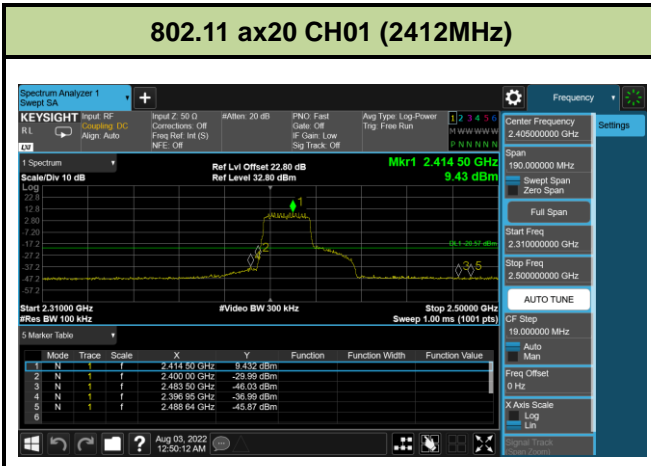 802.11 ax20 CH01 (2412MHz)
Spectrum Analyzer 1
Swept SA
Frequency
KEYSIGHT
RL
Input: RF
Coupling: DC
Align: Auto
Input Z: 50 Ω
Corrections: Off
Freq Ref: Int (S)
NFE: Off
#Atten: 20 dB
PNO: Fast
Gate: Off
IF Gain: Low
Sig Track: Off
Avg Type: Log-Power
Trig: Free Run
1 2 3 4 5 6
M W W W W W
P N N N N N
Settings
Center Frequency
2.405000000 GHz
Span
190.000000 MHz
Swept Span
Zero Span
Full Span
Start Freq
2.310000000 GHz
Stop Freq
2.500000000 GHz
AUTO TUNE
CF Step
19.000000 MHz
Auto
Man
Freq Offset
0 Hz
X Axis Scale
Log
Lin
Signal Track
(Span Zoom)
1 Spectrum
Scale/Div 10 dB
Ref Lvl Offset 22.80 dB
Ref Level 32.80 dBm
Mkr1 2.414 50 GHz
9.43 dBm
Log
22.8
12.8
2.80
-7.20
-17.2
-27.2
-37.2
-47.2
-57.2
1
2
3
5
DL1 -20.57 dBm
Start 2.31000 GHz
#Res BW 100 kHz
#Video BW 300 kHz
Stop 2.50000 GHz
Sweep 1.00 ms (1001 pts)
5 Marker Table
Mode Trace Scale X Y Function Function Width Function Value
1 N 1 f 2.414 50 GHz 9.432 dBm
2 N 1 f 2.400 00 GHz -29.99 dBm
3 N 1 f 2.483 50 GHz -46.03 dBm
4 N 1 f 2.396 95 GHz -36.99 dBm
5 N 1 f 2.488 64 GHz -45.87 dBm
6
?
Aug 03, 2022
12:50:12 AM